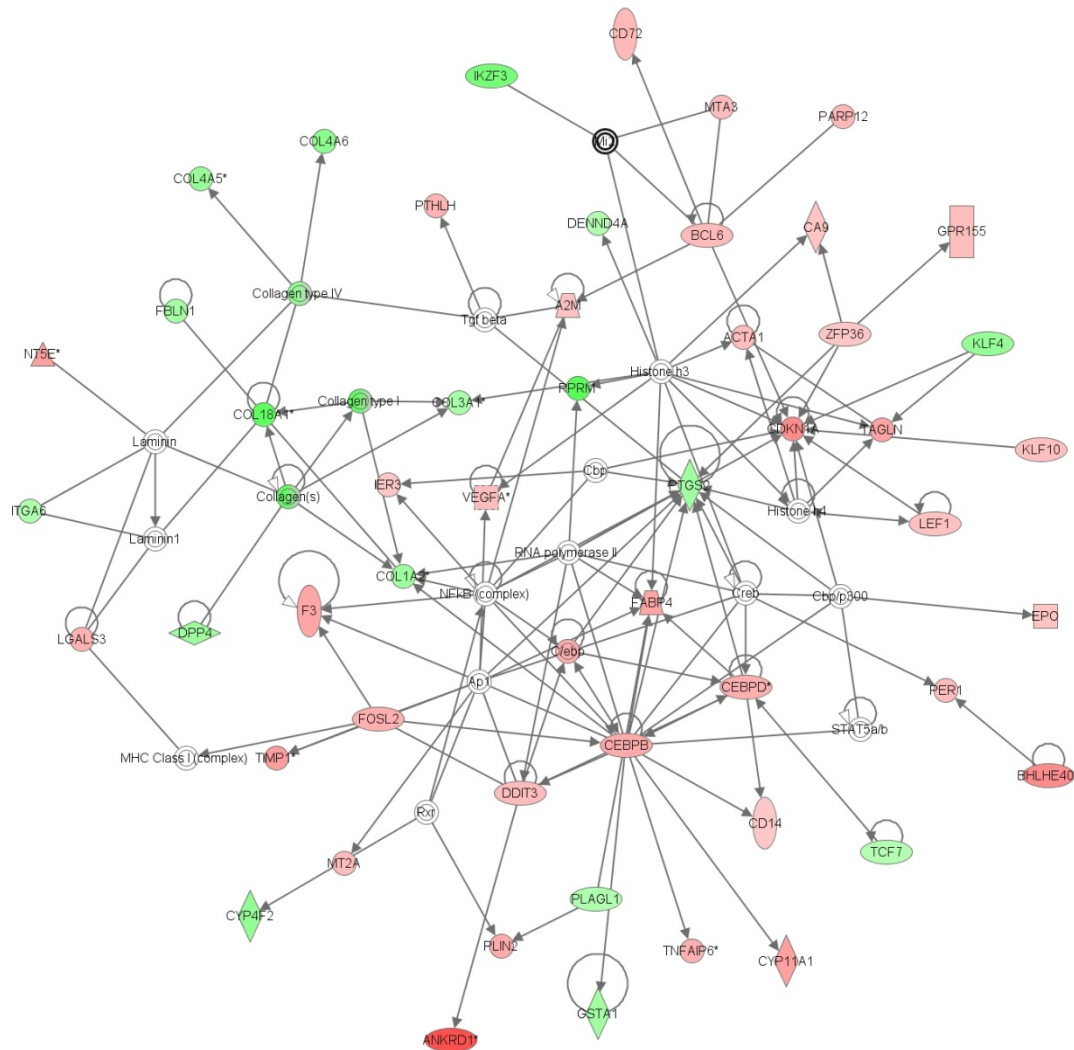 CD72
IKZF3
MTA3
PARP12
COL4A6
COL4A5*
PTHLH
DENND4A
BCL6
CA9
GPR155
Collagen type IV
FBLN1
A2M
Tgf beta
ACTA1
ZFP36
KLF4
NT5E*
Histone h3
RPRM*
Collagen type I
COL3A1*
COL18A1*
CDKN1A
TAGLN
Laminin
KLF10
Cbp
IER3
VEGFA*
PTGS2
Collagen(s)
ITGA6
Histone h4
LEF1
Laminin1
RNA polymerase II
COL1A2*
NFkB (complex)
Creb
Cbp/p300
F3
FABP4
EPO
DPP4
LGALS3
C/ebp
Ap1
CEBPD*
PER1
FOSL2
STAT5a/b
CEBPB
MHC Class I (complex)
TIMP1*
BHLHE40
DDIT3
Rxr
CD14
TCF7
MT2A
PLAGL1
CYP4F2
PLIN2
TNFAIP6*
CYP11A1
GSTA1
ANKRD1*